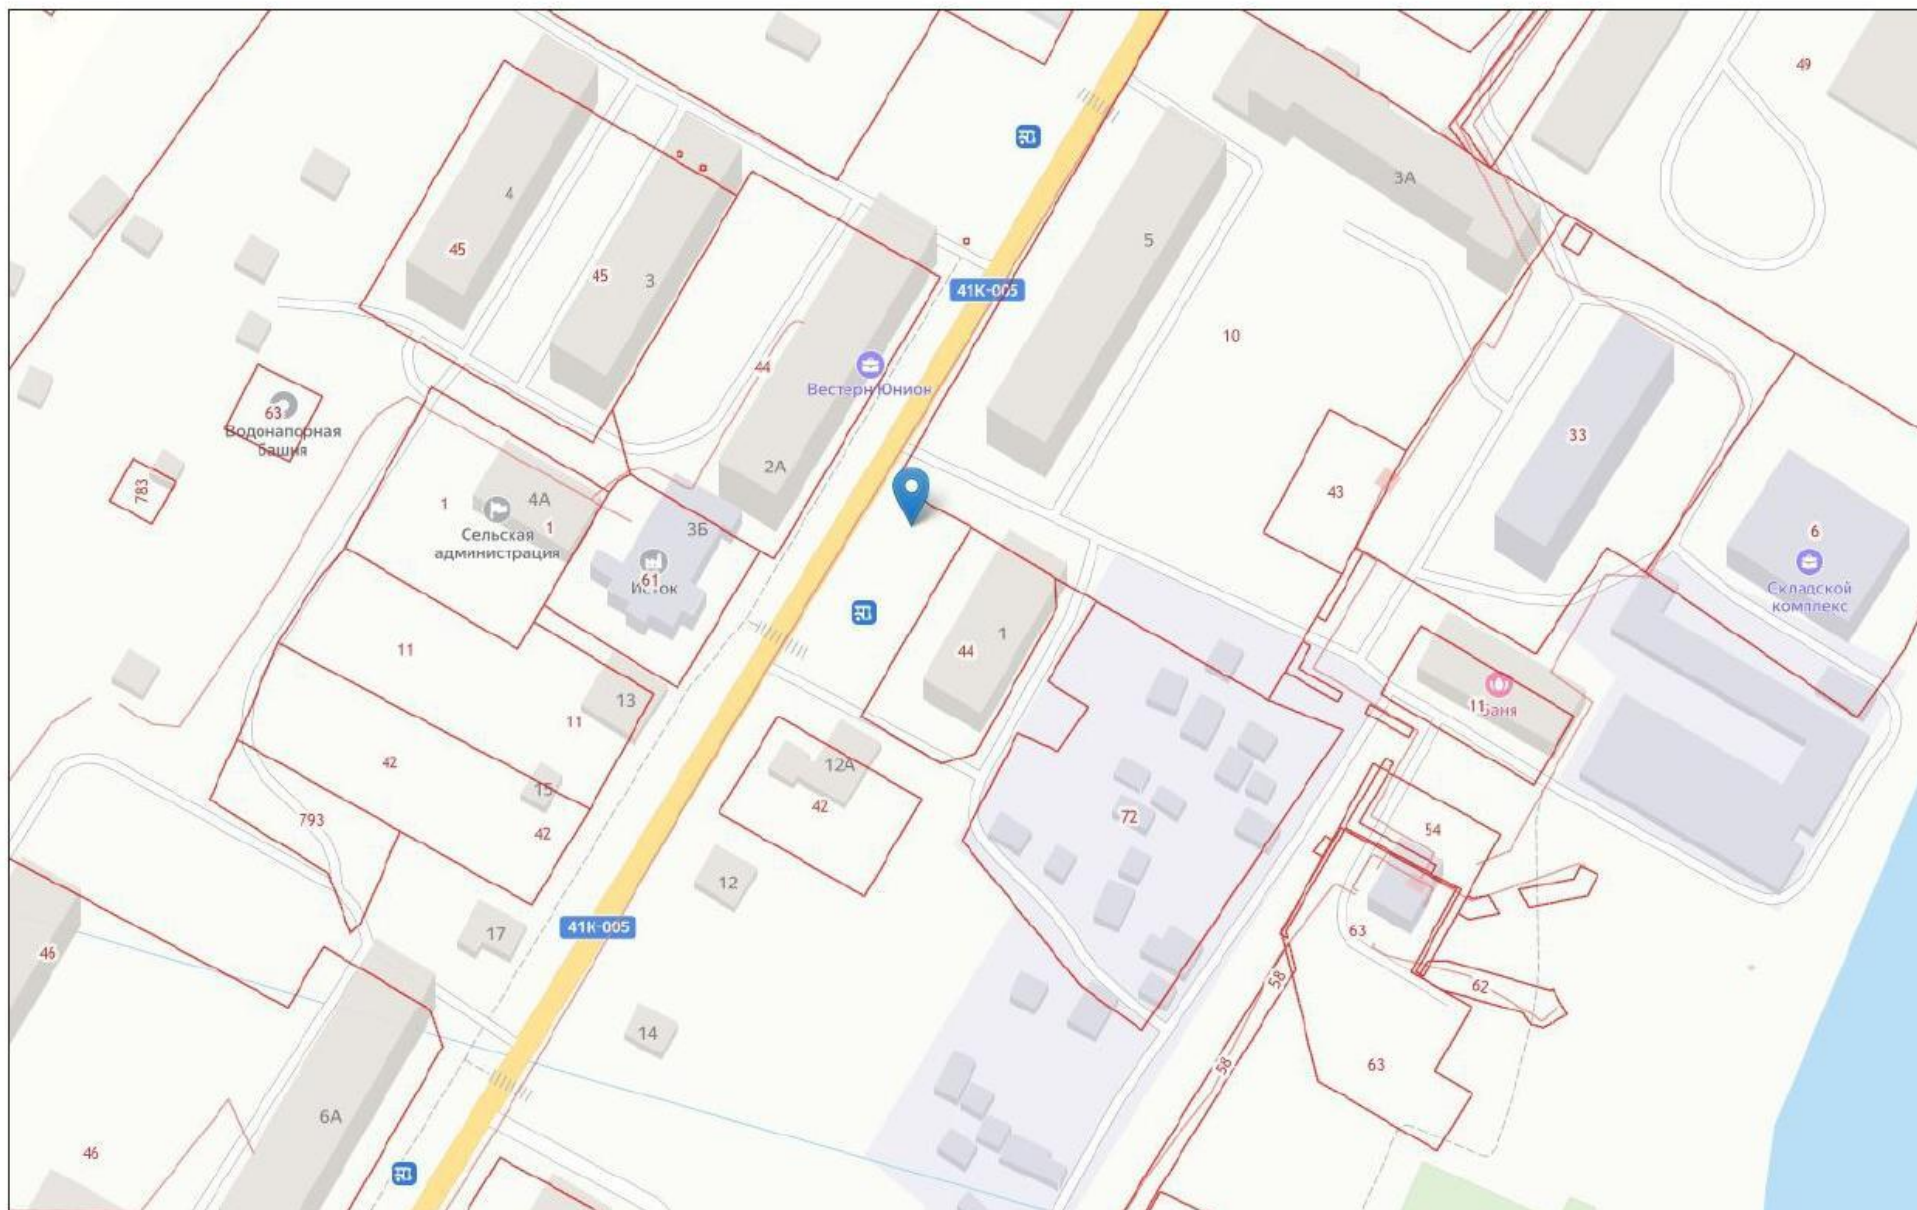 49
3А
4
5
45
45
3
41К-005
10
44
Вестерн Юнион
63
Водонапорная
башня
33
2А
783
43
1
4А
1
Сельская
администрация
3Б
6
61
Исток
Складской
комплекс
1
44
11
11
13
11
Баня
42
12А
15
42
42
793
72
54
12
17
41К-005
63
46
58
62
14
58
63
6А
46